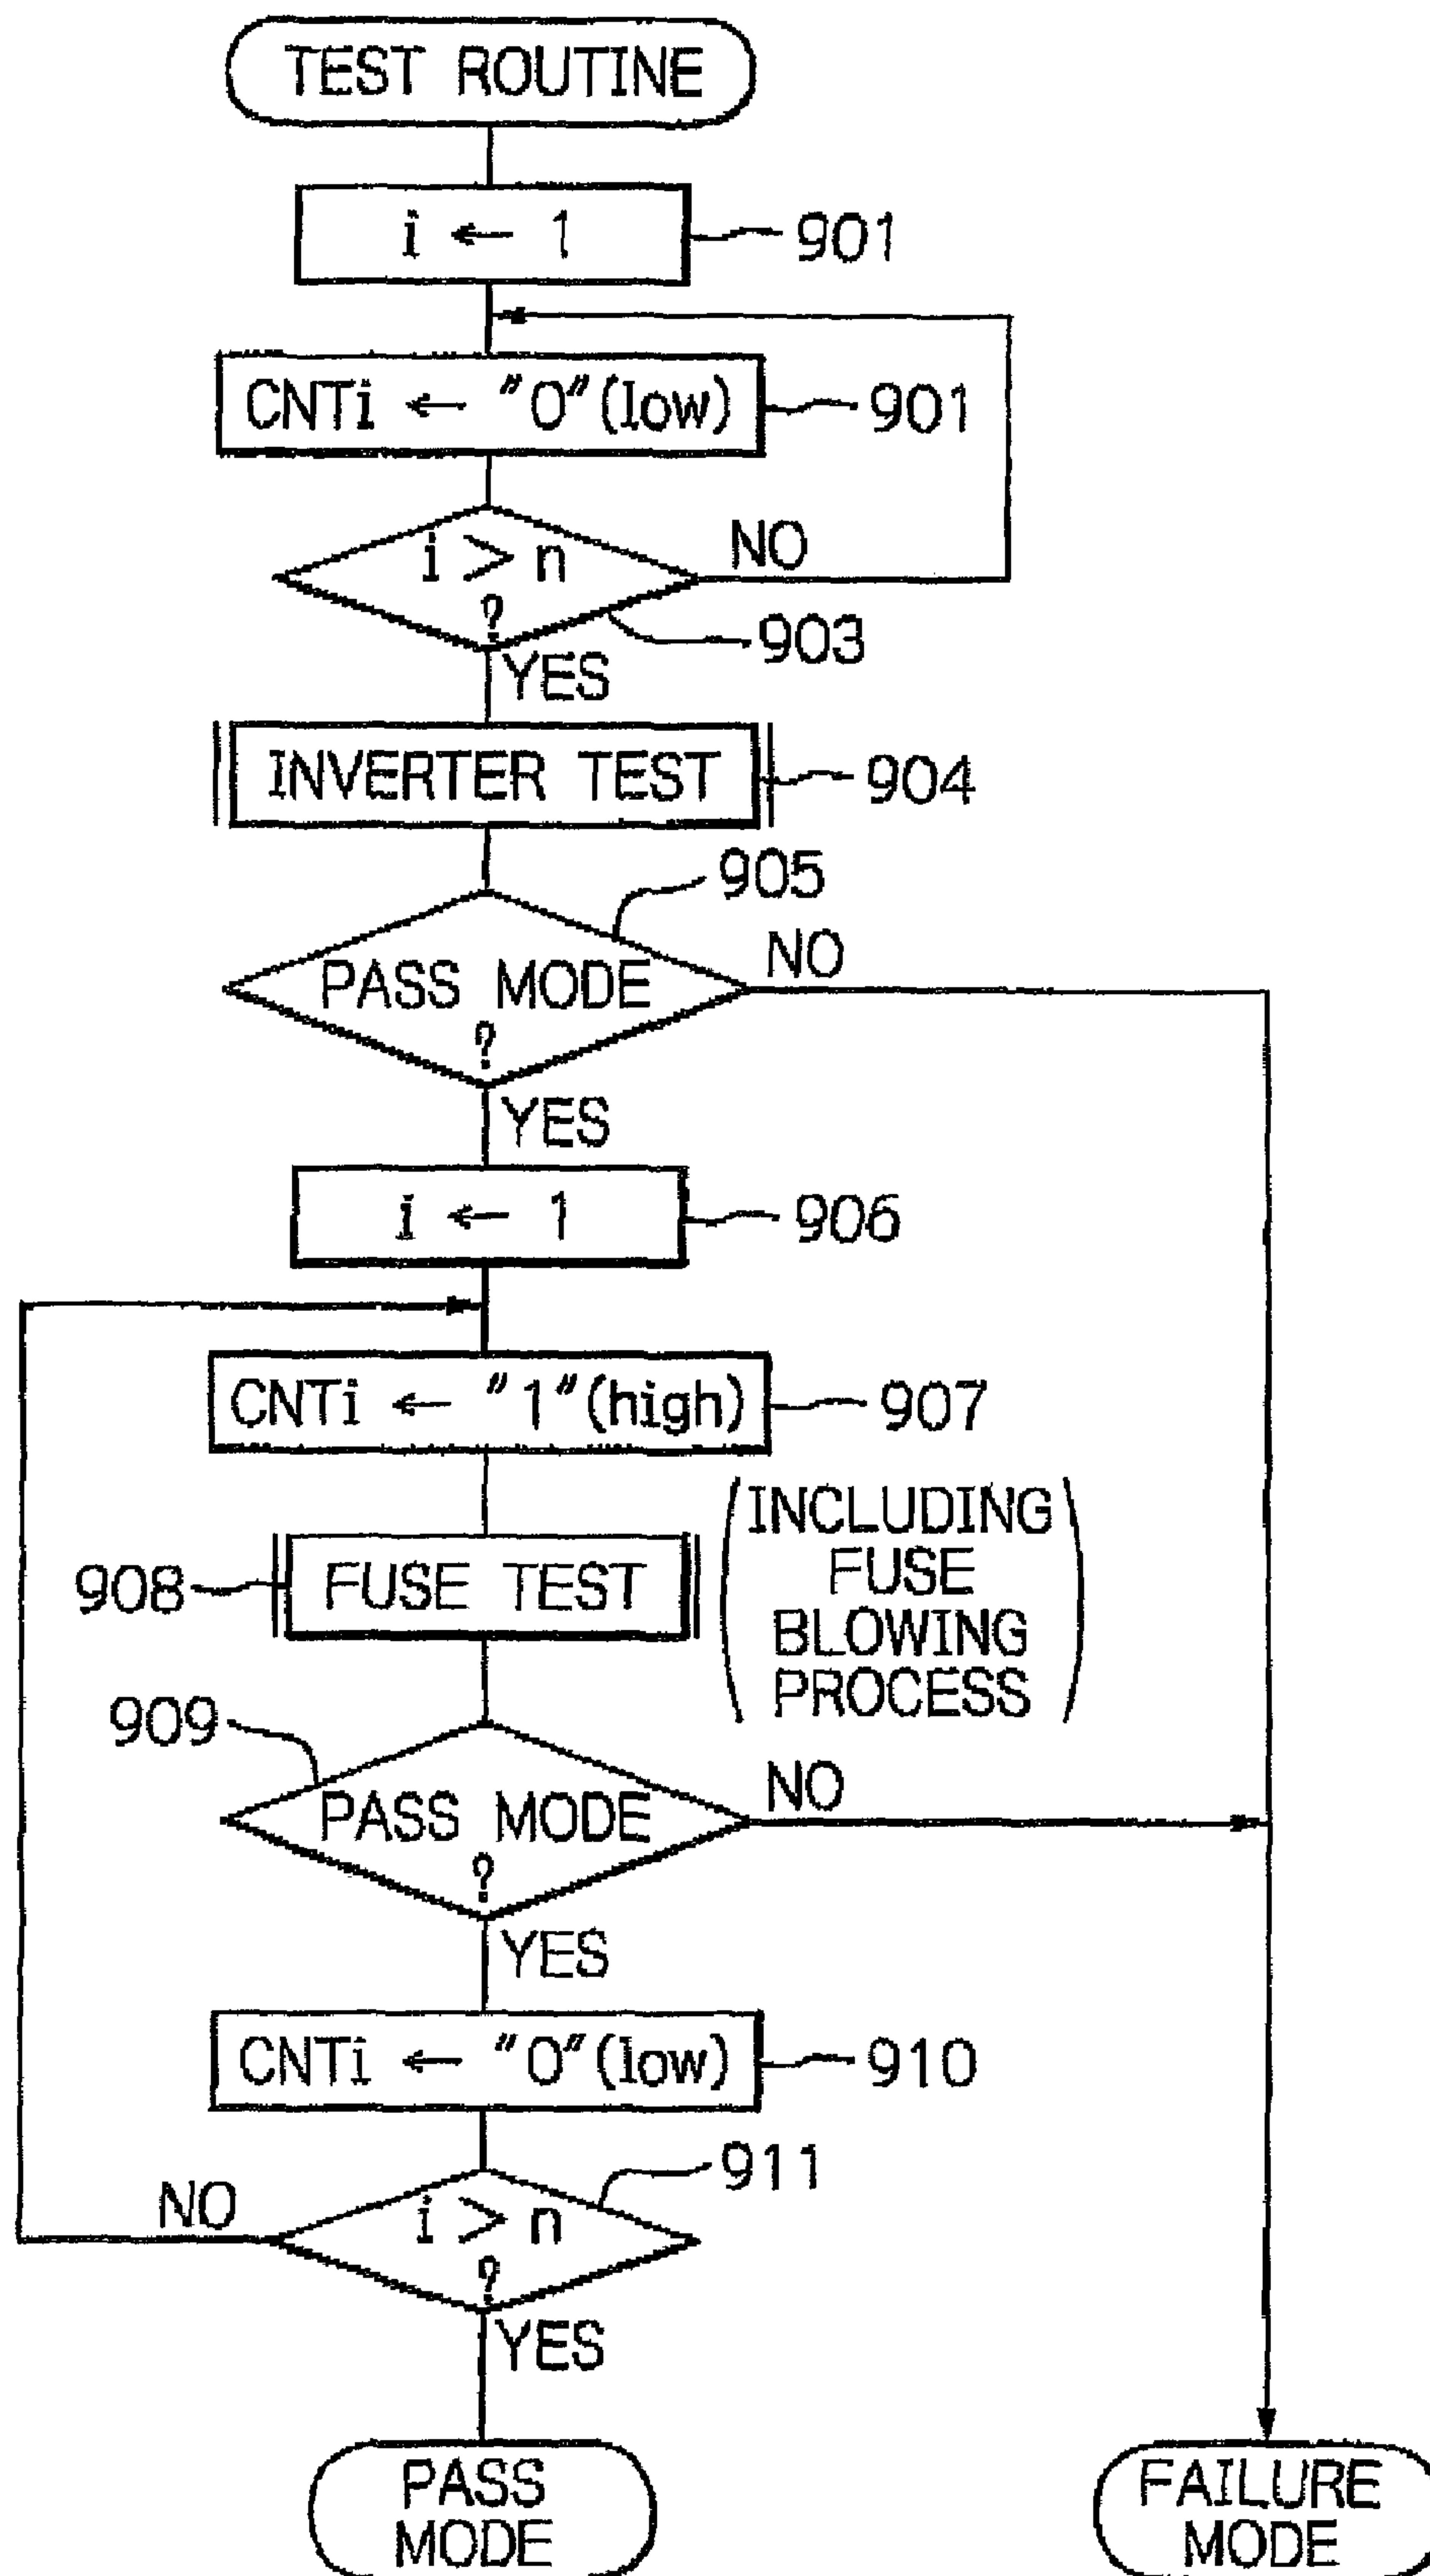 TEST ROUTINE
i ← 1
901
CNTi ← "0"(low)
901
i > n
?
NO
903
YES
INVERTER TEST
904
905
PASS MODE
?
NO
YES
i ← 1
906
CNTi ← "1"(high)
907
908
FUSE TEST
(INCLUDING
FUSE
BLOWING
PROCESS)
909
PASS MODE
?
NO
YES
CNTi ← "0"(low)
910
911
i > n
?
NO
YES
PASS
MODE
FAILURE
MODE